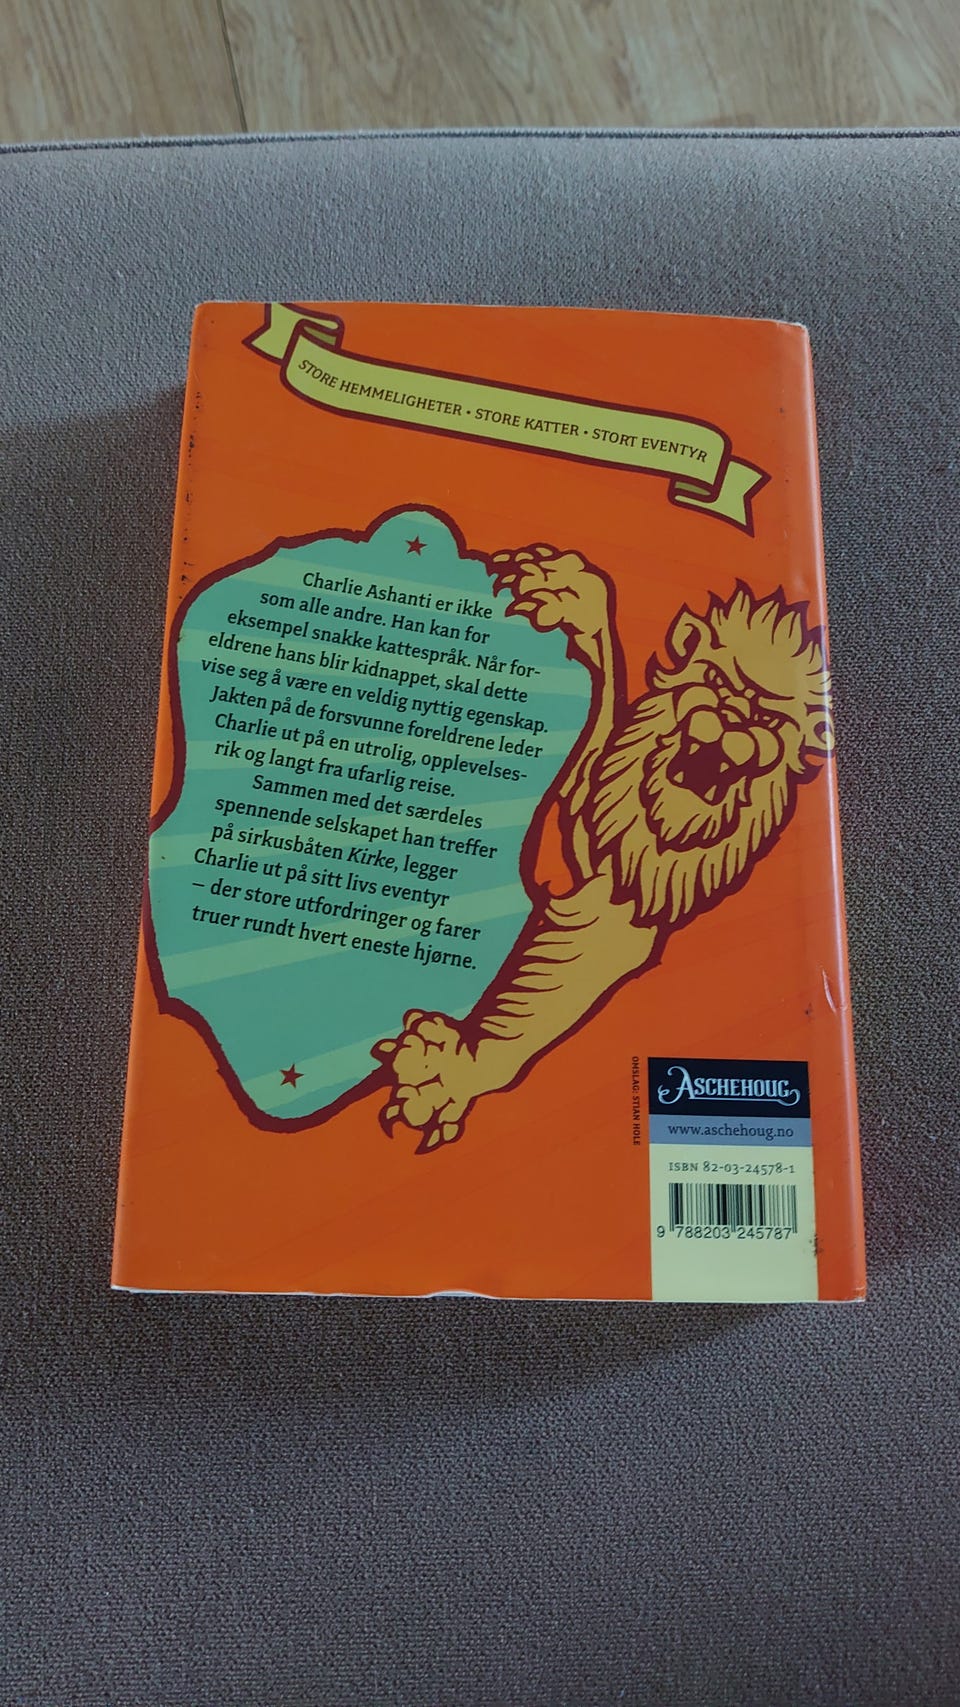 STORE HEMMELIGHETER • STORE KATTER • STORT EVENTYR
Charlie Ashanti er ikke
som alle andre. Han kan for
eksempel snakke kattespråk. Når for-
eldrene hans blir kidnappet, skal dette
vise seg å være en veldig nyttig egenskap.
Jakten på de forsvunne foreldrene leder
Charlie ut på en utrolig, opplevelses-
rik og langt fra ufarlig reise.
Sammen med det særdeles
spennende selskapet han treffer
på sirkusbåten Kirke, legger
Charlie ut på sitt livs eventyr
– der store utfordringer og farer
truer rundt hvert eneste hjørne.
OMSLAG: STIAN HOLE
ASCHEHOUG
www.aschehoug.no
ISBN 82-03-24578-1
9 788203 245787